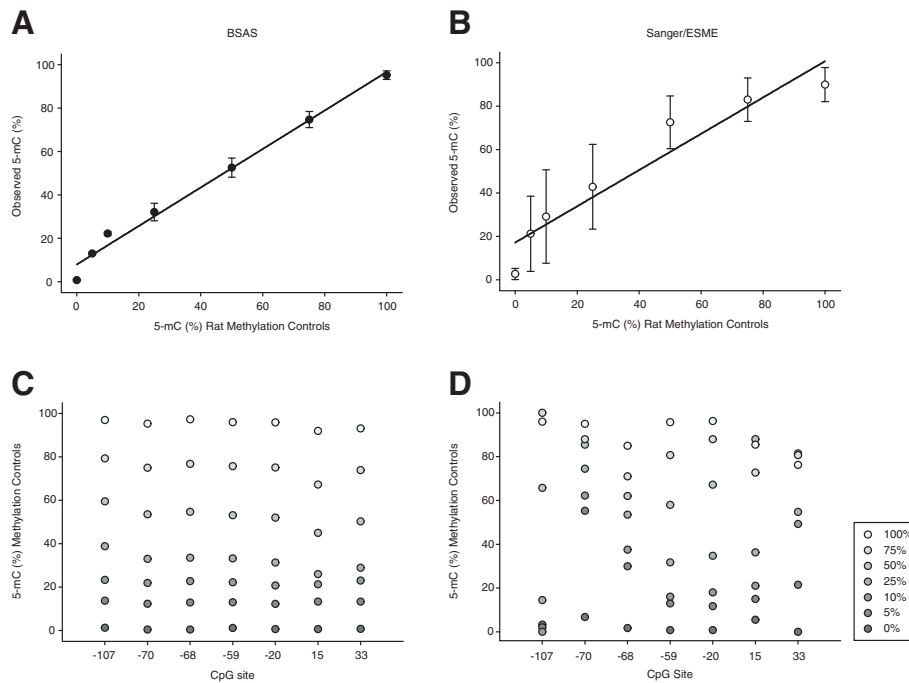 A
BSAS
Observed 5-mC (%)
100
80
60
40
20
0
0 20 40 60 80 100
5-mC (%) Rat Methylation Controls
B
Sanger/ESME
Observed 5-mC (%)
100
80
60
40
20
0
0 20 40 60 80 100
5-mC (%) Rat Methylation Controls
C
5-mC (%) Methylation Controls
100
80
60
40
20
0
-107 -70 -68 -59 -20 15 33
CpG site
D
5-mC (%) Methylation Controls
100
80
60
40
20
0
-107 -70 -68 -59 -20 15 33
CpG Site
100%
75%
50%
25%
10%
5%
0%